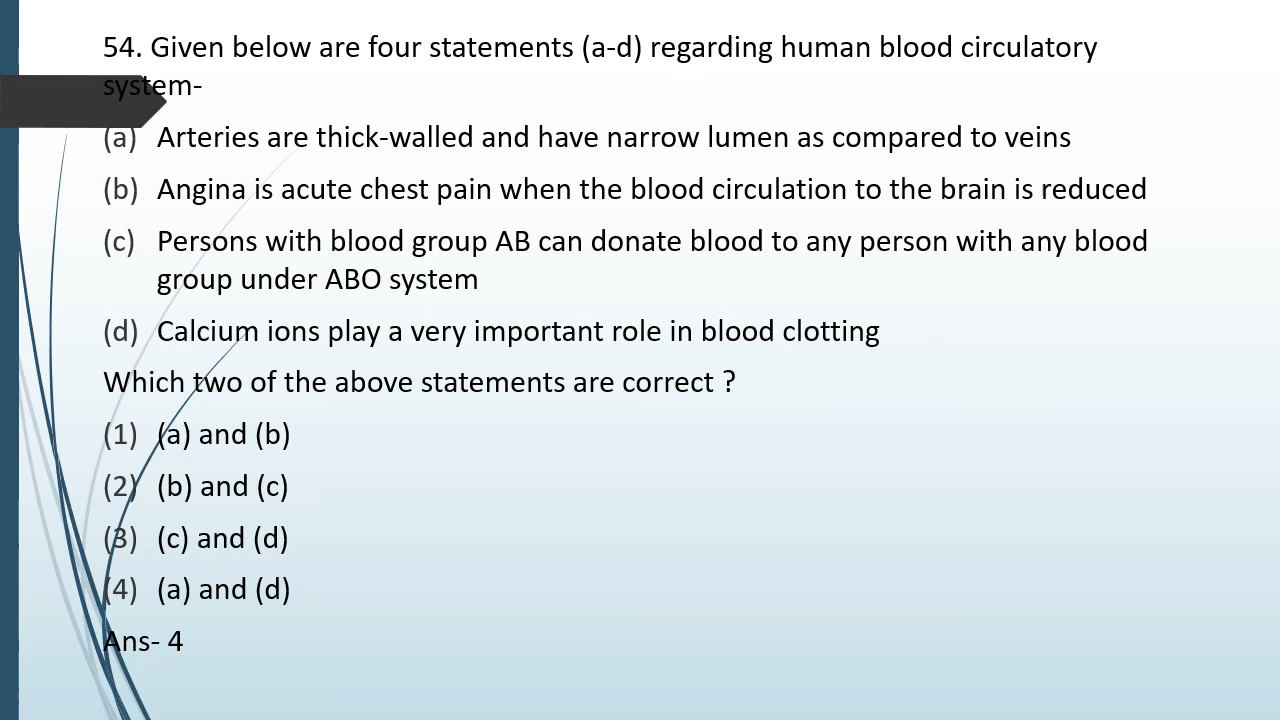 54. Given below are four statements (a-d) regarding human blood circulatory
system-
(a) Arteries are thick-walled and have narrow lumen as compared to veins
(b) Angina is acute chest pain when the blood circulation to the brain is reduced
(c) Persons with blood group AB can donate blood to any person with any blood
group under ABO system
(d) Calcium ions play a very important role in blood clotting
Which two of the above statements are correct ?
(1) (a) and (b)
(2) (b) and (c)
(3) (c) and (d)
(4) (a) and (d)
Ans- 4